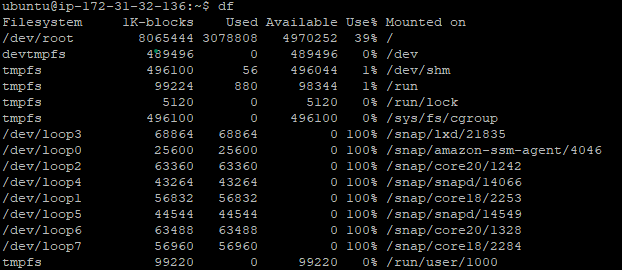 ubuntu@ip-172-31-32-136:~$ df
Filesystem     1K-blocks    Used Available Use% Mounted on
/dev/root        8065444 3078808   4970252  39% /
devtmpfs          489496       0    489496   0% /dev
tmpfs             496100      56    496044   1% /dev/shm
tmpfs              99224     880     98344   1% /run
tmpfs               5120       0      5120   0% /run/lock
tmpfs             496100       0    496100   0% /sys/fs/cgroup
/dev/loop3         68864   68864         0 100% /snap/lxd/21835
/dev/loop0         25600   25600         0 100% /snap/amazon-ssm-agent/4046
/dev/loop2         63360   63360         0 100% /snap/core20/1242
/dev/loop4         43264   43264         0 100% /snap/snapd/14066
/dev/loop1         56832   56832         0 100% /snap/core18/2253
/dev/loop5         44544   44544         0 100% /snap/snapd/14549
/dev/loop6         63488   63488         0 100% /snap/core20/1328
/dev/loop7         56960   56960         0 100% /snap/core18/2284
tmpfs              99220       0     99220   0% /run/user/1000